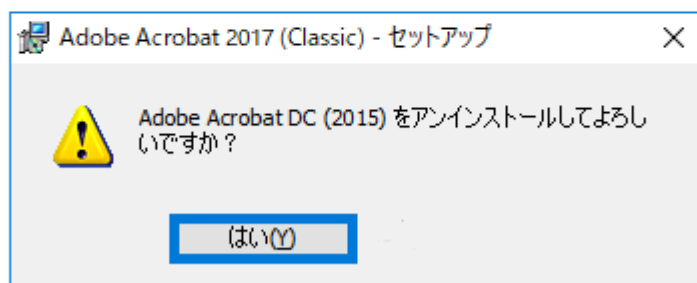 Adobe Acrobat 2017 (Classic) - セットアップ
Adobe Acrobat DC (2015) をアンインストールしてよろし
いですか？
はい(Y)